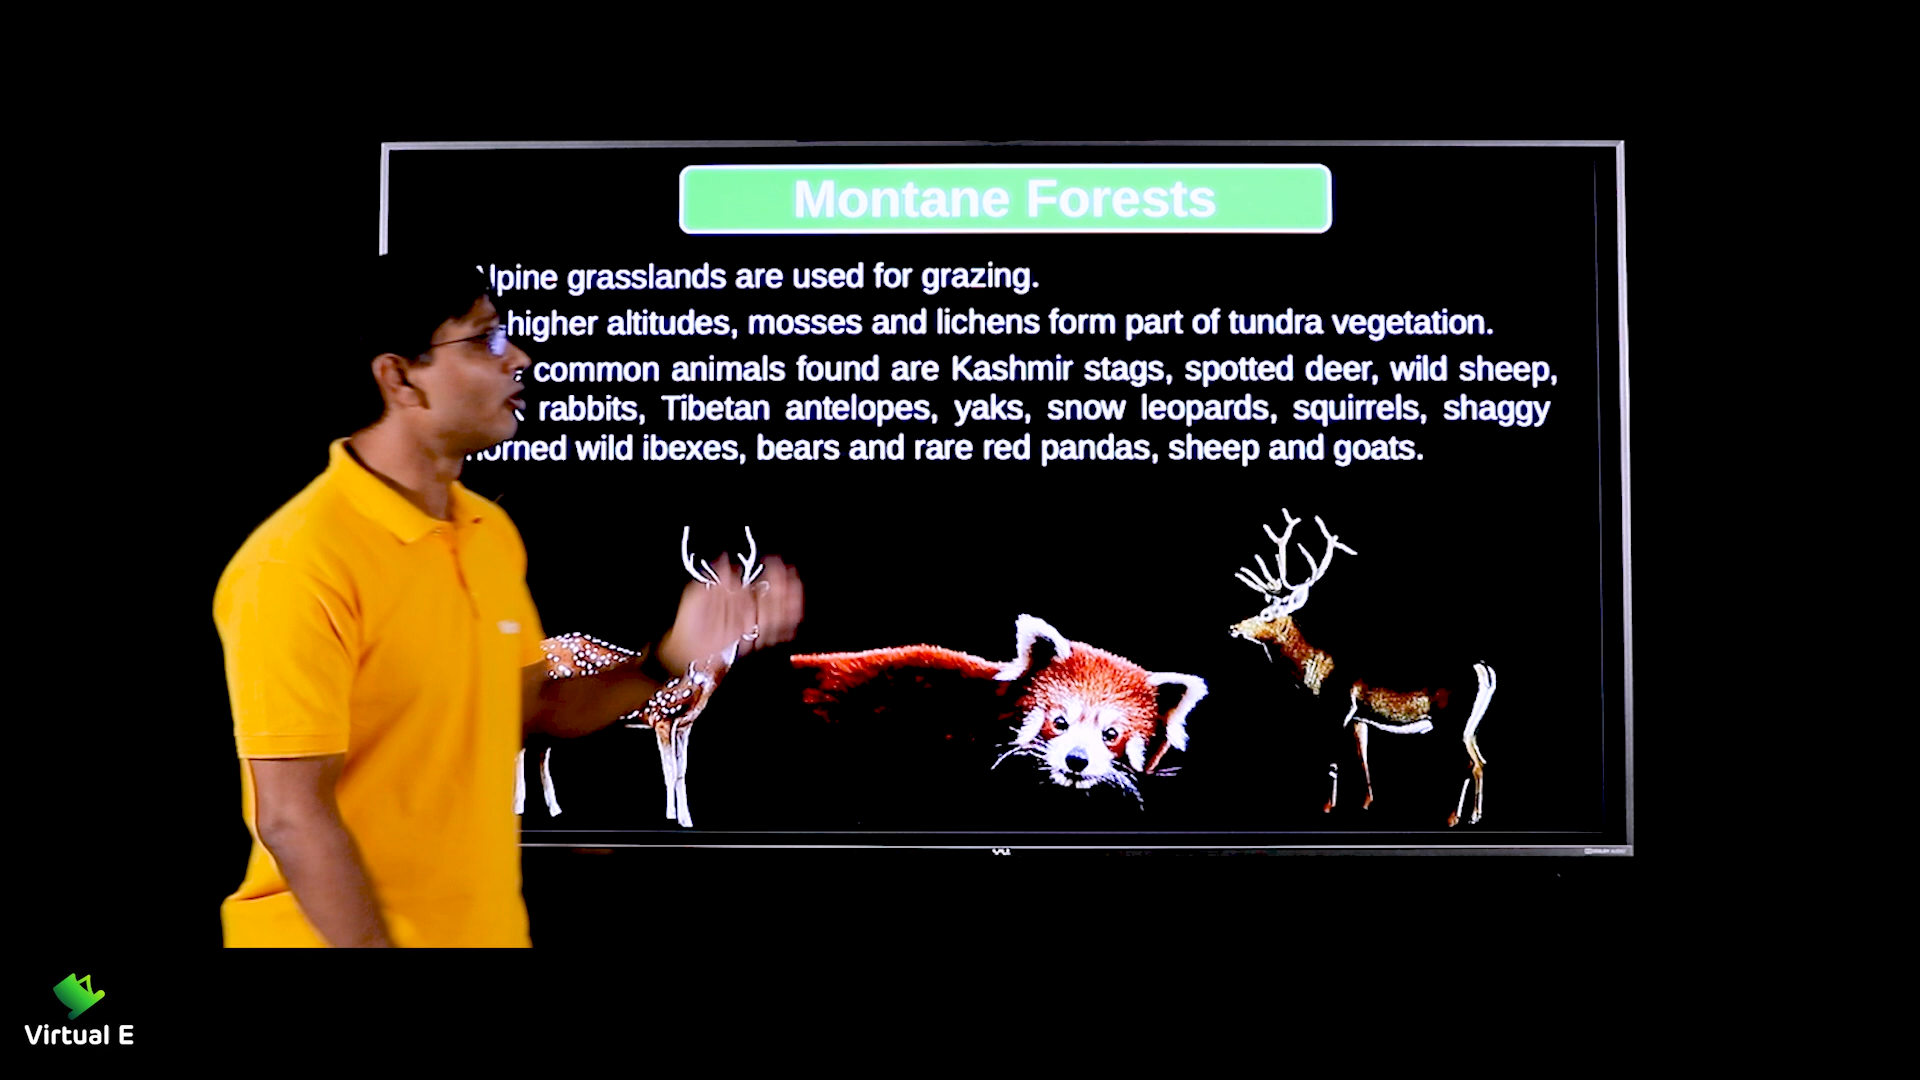 Montane Forests
lpine grasslands are used for grazing.
-higher altitudes, mosses and lichens form part of tundra vegetation.
common animals found are Kashmir stags, spotted deer, wild sheep,
rabbits, Tibetan antelopes, yaks, snow leopards, squirrels, shaggy
horned wild ibexes, bears and rare red pandas, sheep and goats.
Virtual E